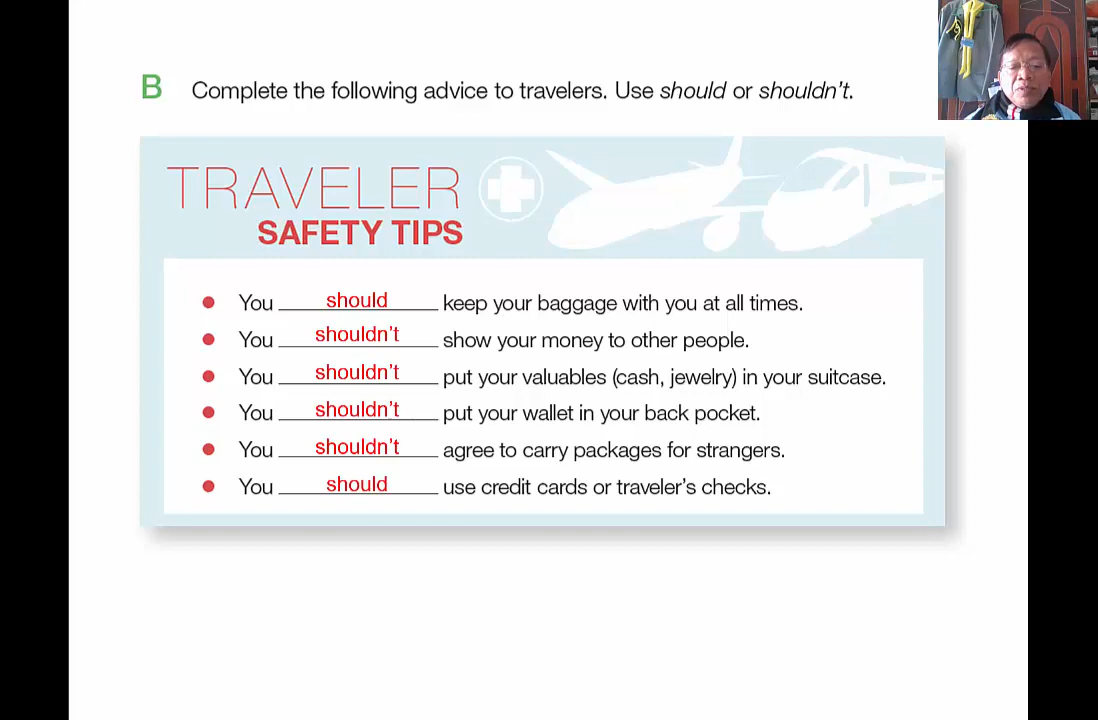 B Complete the following advice to travelers. Use should or shouldn't.
TRAVELER
SAFETY TIPS
• You should keep your baggage with you at all times.
• You shouldn't show your money to other people.
• You shouldn't put your valuables (cash, jewelry) in your suitcase.
• You shouldn't put your wallet in your back pocket.
• You shouldn't agree to carry packages for strangers.
• You should use credit cards or traveler's checks.